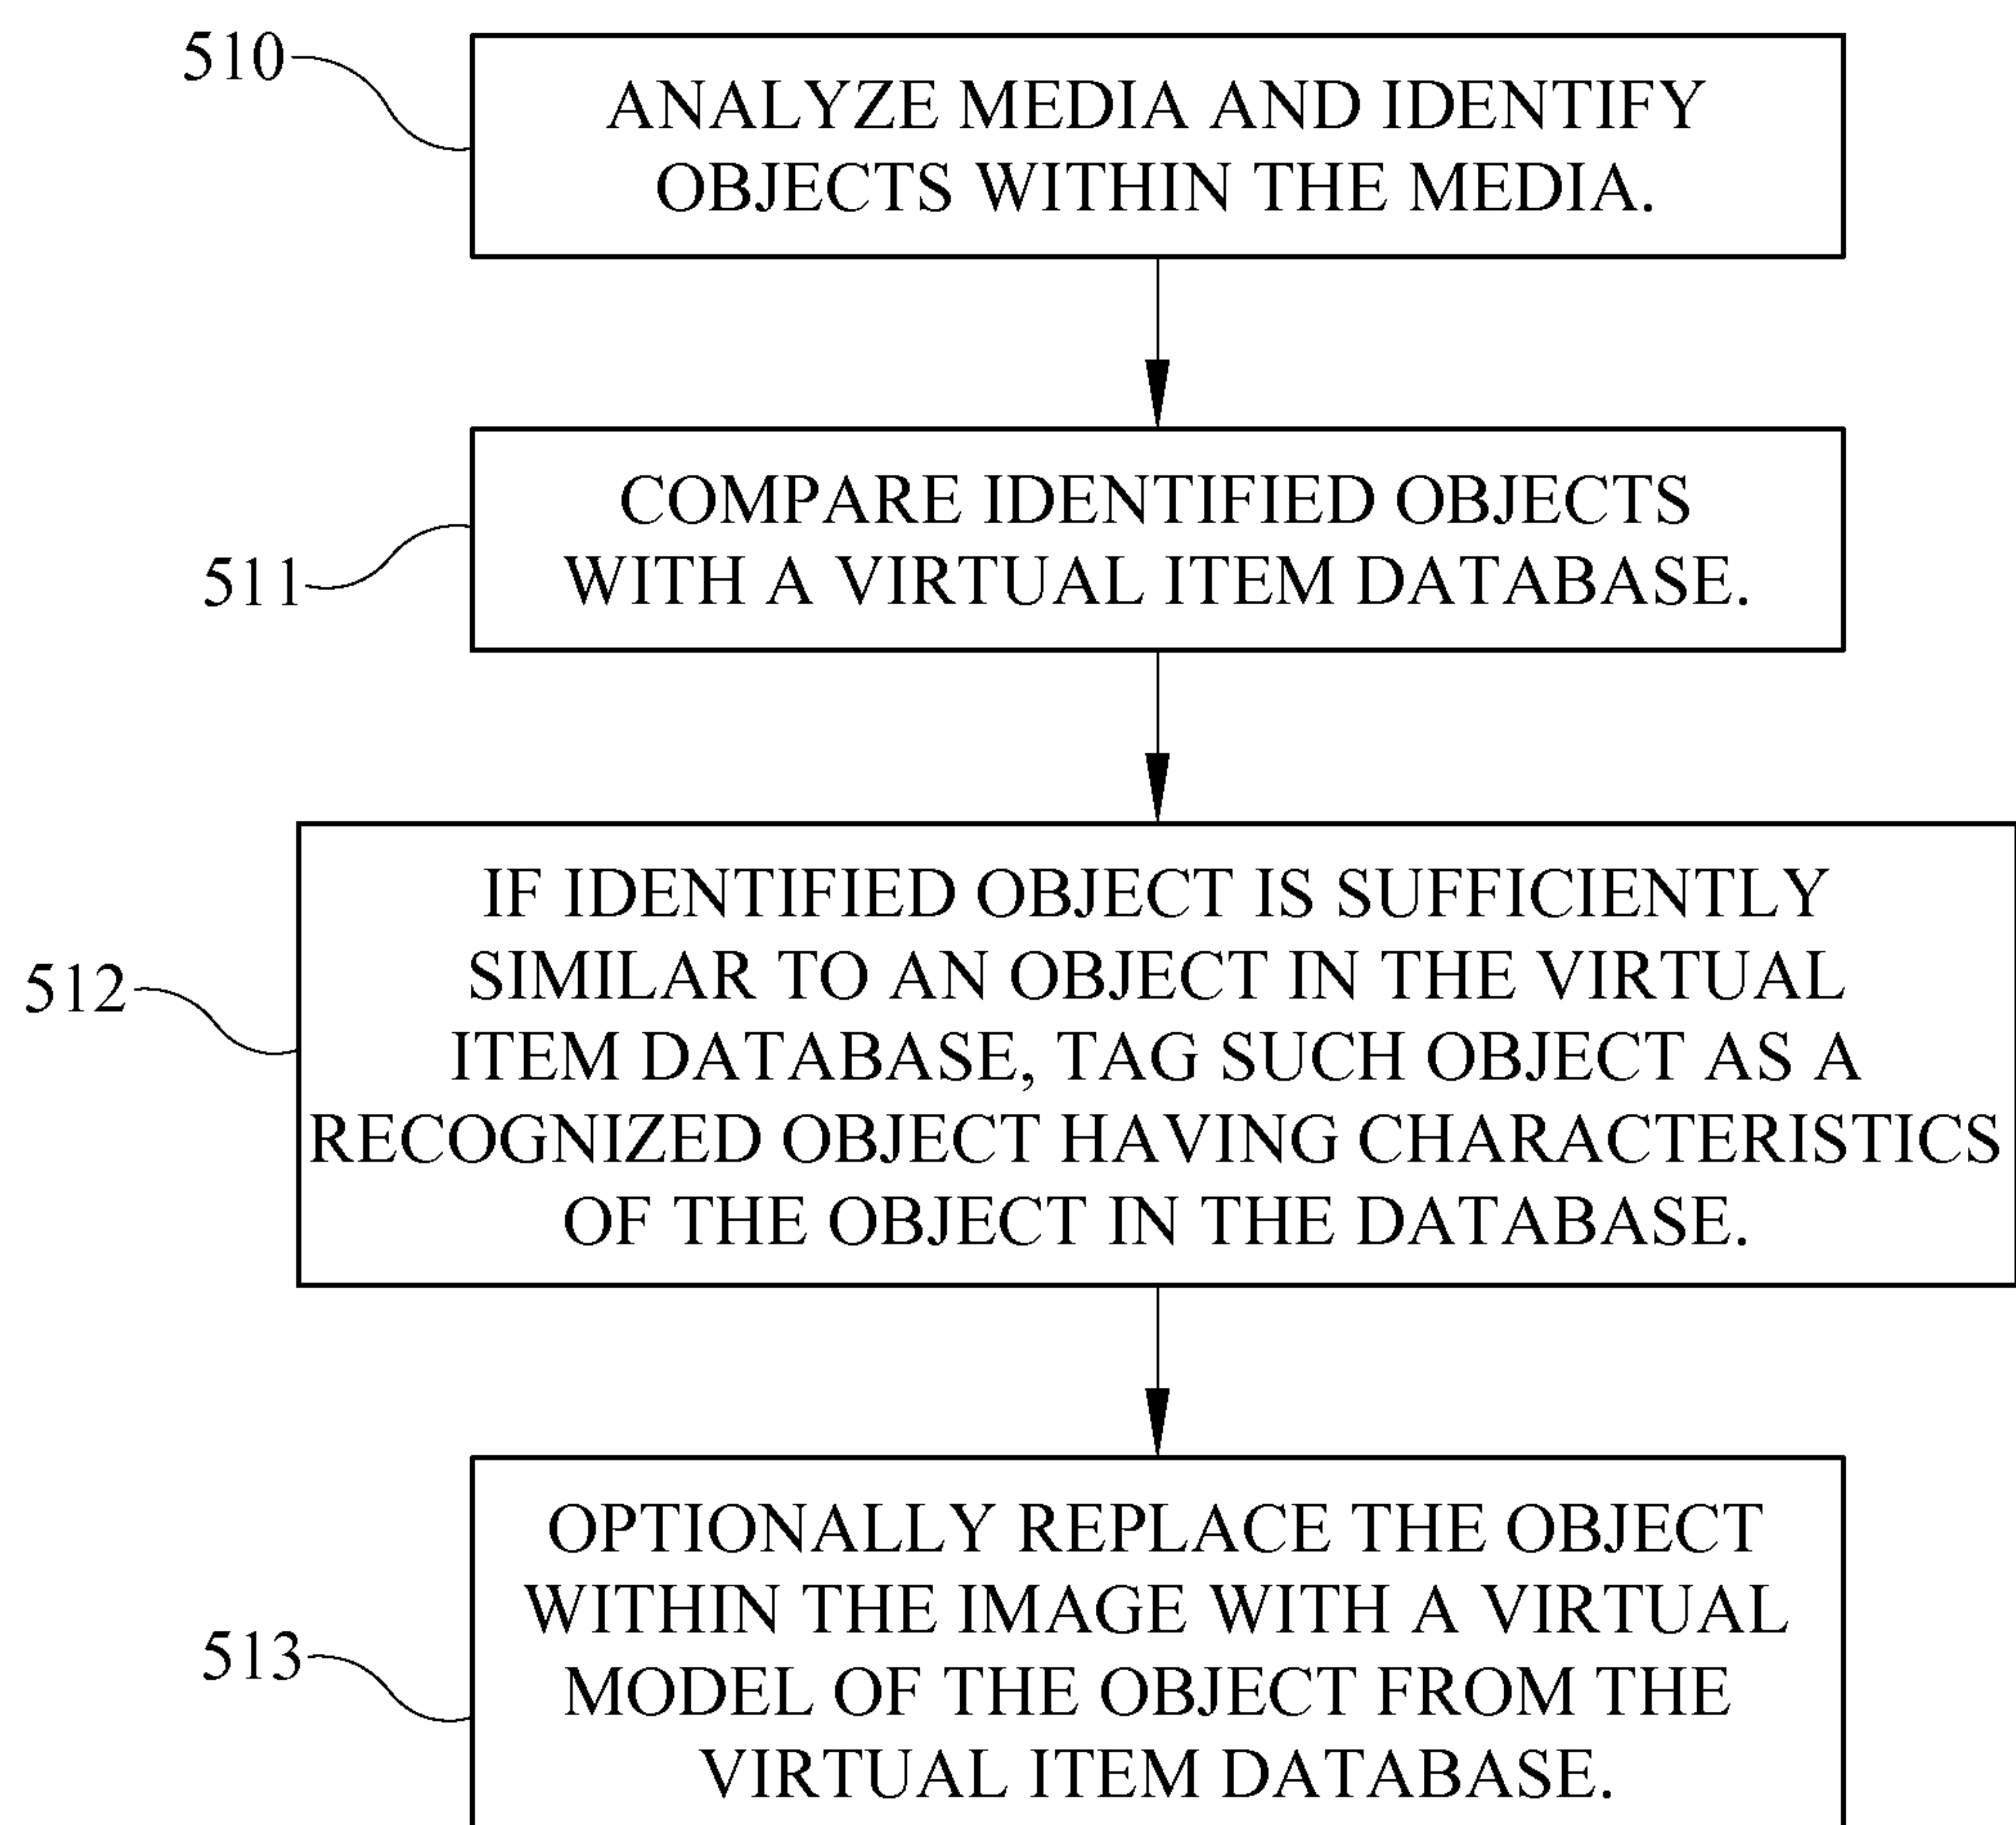 510
ANALYZE MEDIA AND IDENTIFY
OBJECTS WITHIN THE MEDIA.
511
COMPARE IDENTIFIED OBJECTS
WITH A VIRTUAL ITEM DATABASE.
512
IF IDENTIFIED OBJECT IS SUFFICIENTLY
SIMILAR TO AN OBJECT IN THE VIRTUAL
ITEM DATABASE, TAG SUCH OBJECT AS A
RECOGNIZED OBJECT HAVING CHARACTERISTICS
OF THE OBJECT IN THE DATABASE.
513
OPTIONALLY REPLACE THE OBJECT
WITHIN THE IMAGE WITH A VIRTUAL
MODEL OF THE OBJECT FROM THE
VIRTUAL ITEM DATABASE.